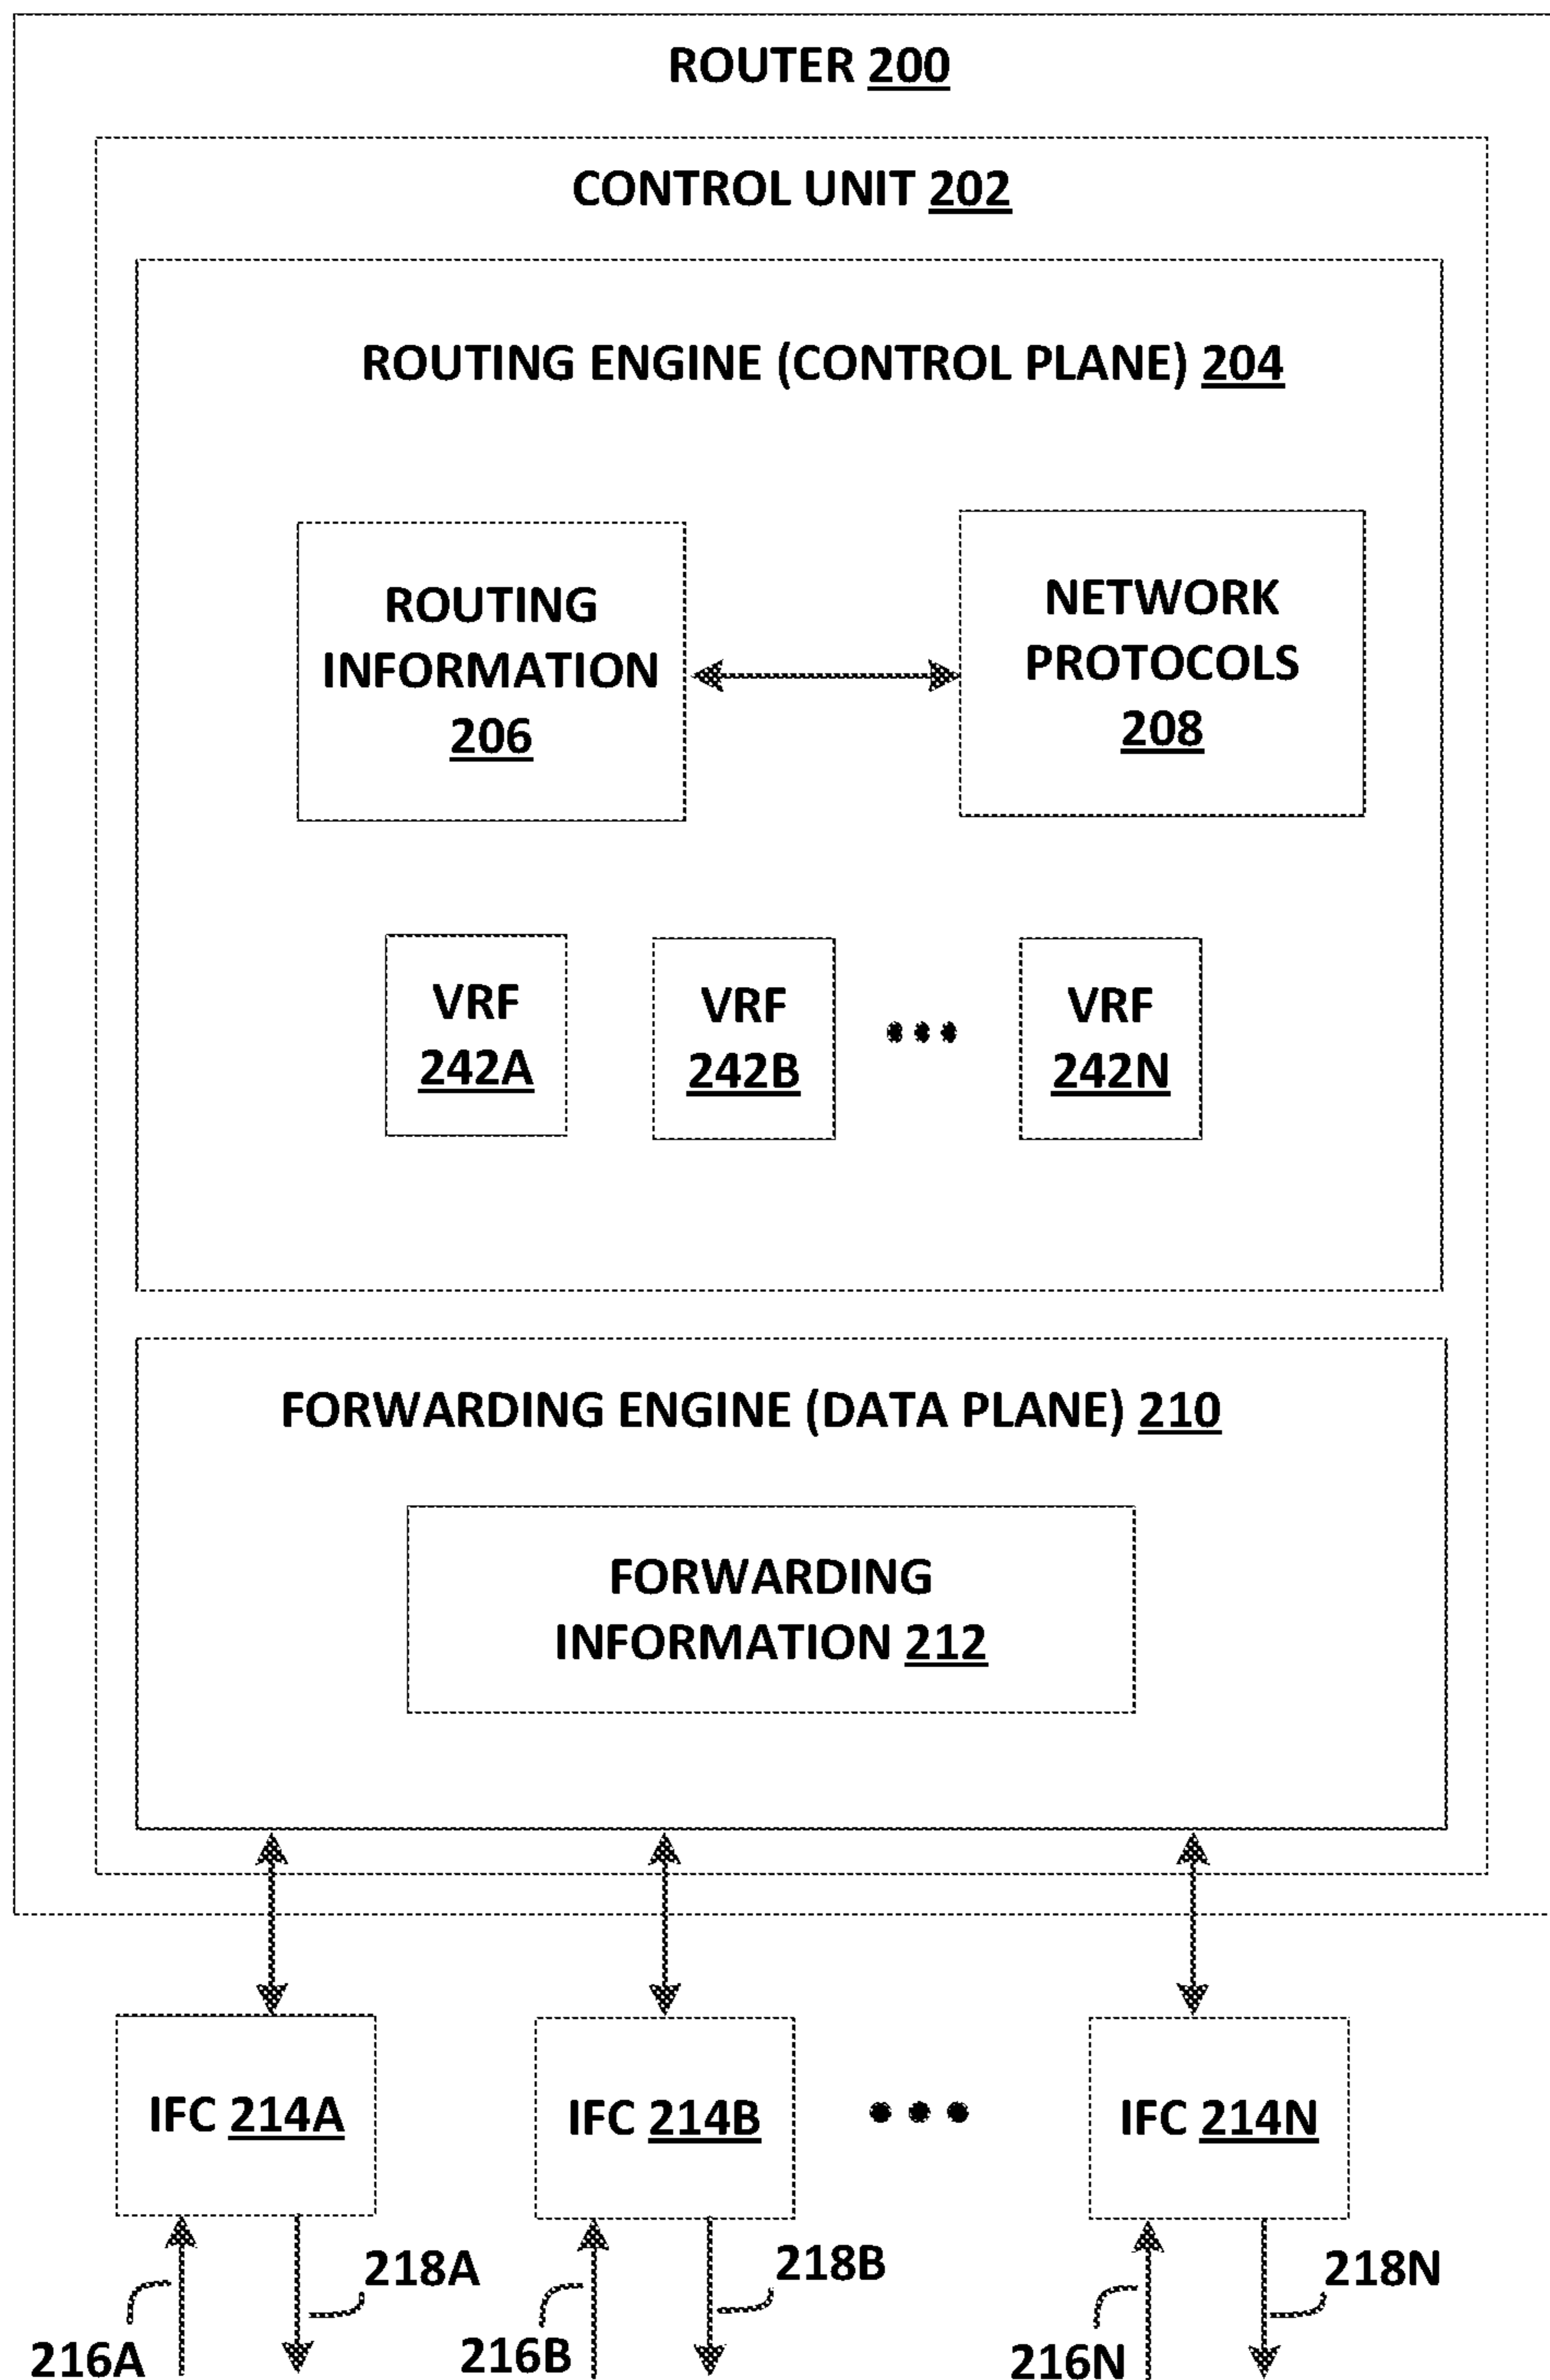 ROUTER 200
CONTROL UNIT 202
ROUTING ENGINE (CONTROL PLANE) 204
ROUTING
INFORMATION
206
NETWORK
PROTOCOLS
208
VRF
242A
VRF
242B
VRF
242N
FORWARDING ENGINE (DATA PLANE) 210
FORWARDING
INFORMATION 212
IFC 214A
IFC 214B
IFC 214N
216A
218A
216B
218B
216N
218N